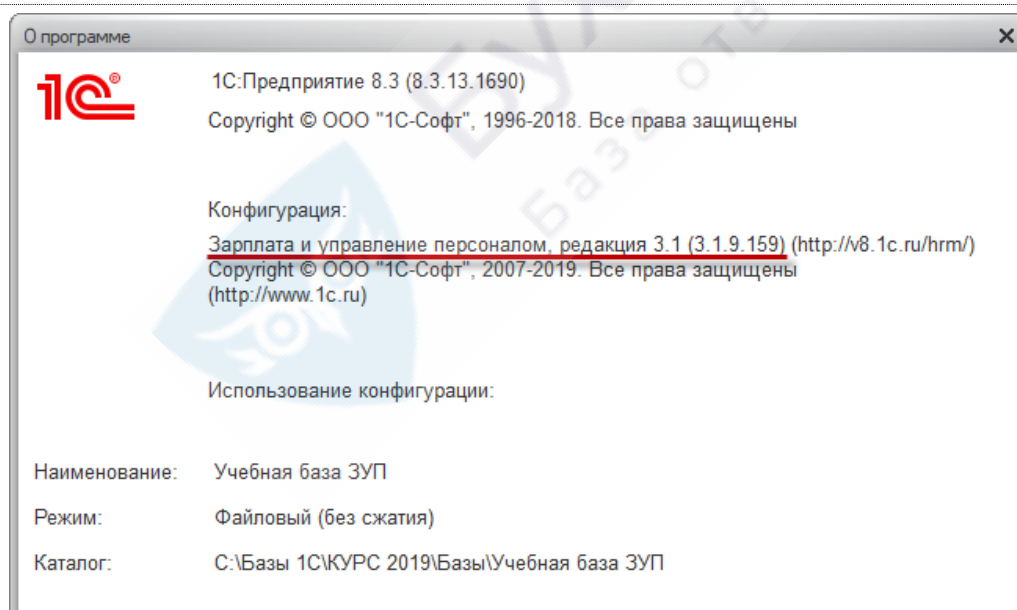 О программе
1С®
1С:Предприятие 8.3 (8.3.13.1690)
Copyright © ООО "1С-Софт", 1996-2018. Все права защищены
Конфигурация:
Зарплата и управление персоналом, редакция 3.1 (3.1.9.159) (http://v8.1c.ru/hrm/)
Copyright © ООО "1С-Софт", 2007-2019. Все права защищены
(http://www.1c.ru)
Использование конфигурации:
Наименование: Учебная база ЗУП
Режим: Файловый (без сжатия)
Каталог: C:\Базы 1С\КУРС 2019\Базы\Учебная база ЗУП
База